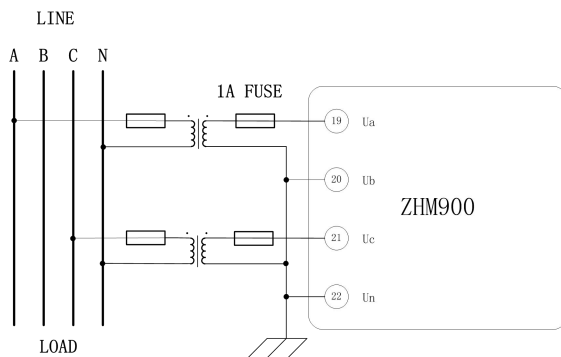 LINE
A B C N
1A FUSE
19 Ua
20 Ub
ZHM900
21 Uc
22 Un
LOAD